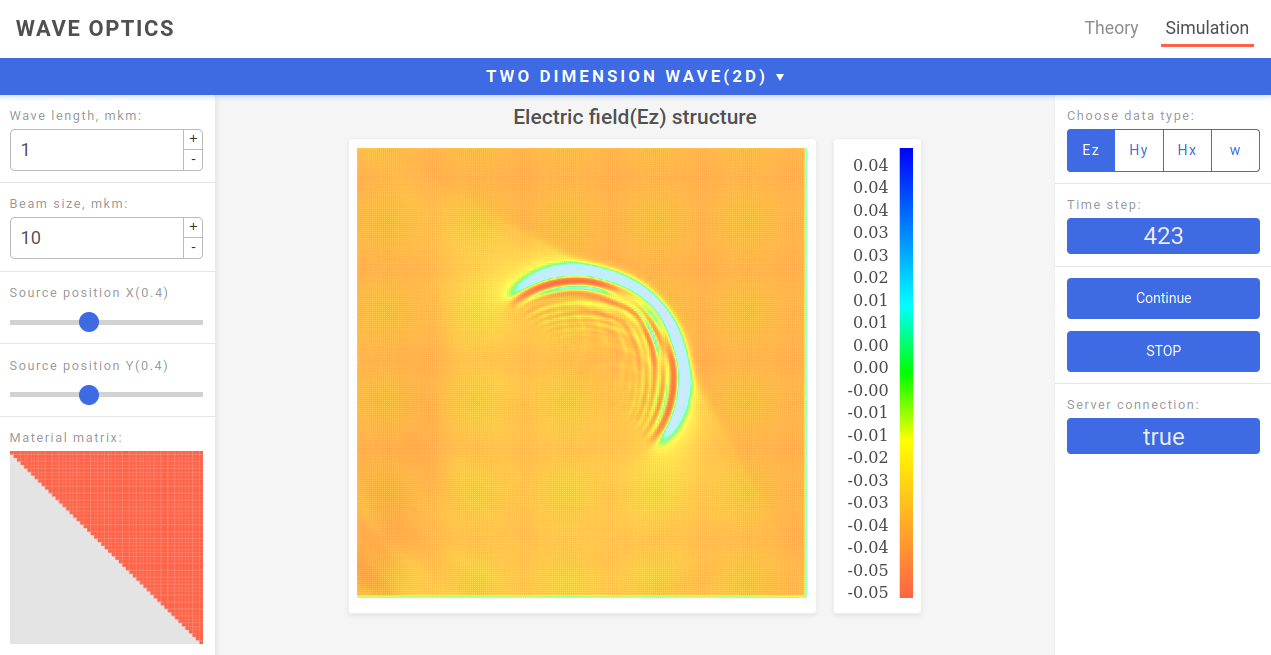 WAVE OPTICS
Theory
Simulation
TWO DIMENSION WAVE(2D) ▼
Wave length, mkm:
1
+
-
Beam size, mkm:
10
+
-
Source position X(0.4)
Source position Y(0.4)
Material matrix:
Electric field(Ez) structure
0.04
0.04
0.04
0.03
0.03
0.02
0.01
0.01
0.00
0.00
-0.00
-0.01
-0.01
-0.02
-0.03
-0.03
-0.04
-0.04
-0.05
-0.05
Choose data type:
Ez Hy Hx w
Time step:
423
Continue
STOP
Server connection:
true